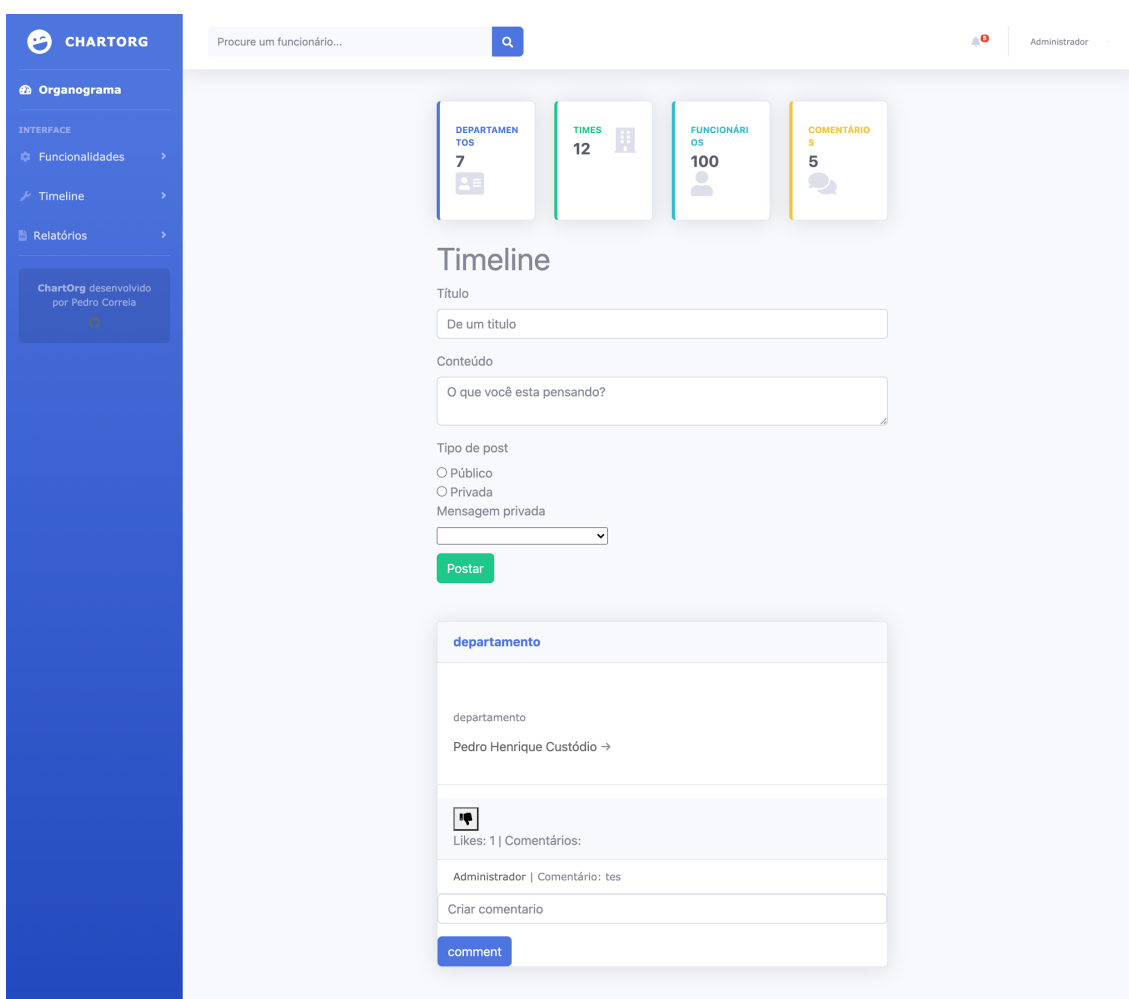 CHARTORG
Organograma
INTERFACE
Funcionalidades
Timeline
Relatórios
ChartOrg desenvolvido
por Pedro Correia
Procure um funcionário...
5
Administrador
DEPARTAMEN
TOS
7
TIMES
12
FUNCIONÁRI
OS
100
COMENTÁRIO
S
5
Timeline
Título
De um titulo
Conteúdo
O que você esta pensando?
Tipo de post
Público
Privada
Mensagem privada
Postar
departamento
departamento
Pedro Henrique Custódio →
Likes: 1 | Comentários:
Administrador | Comentário: tes
Criar comentario
comment